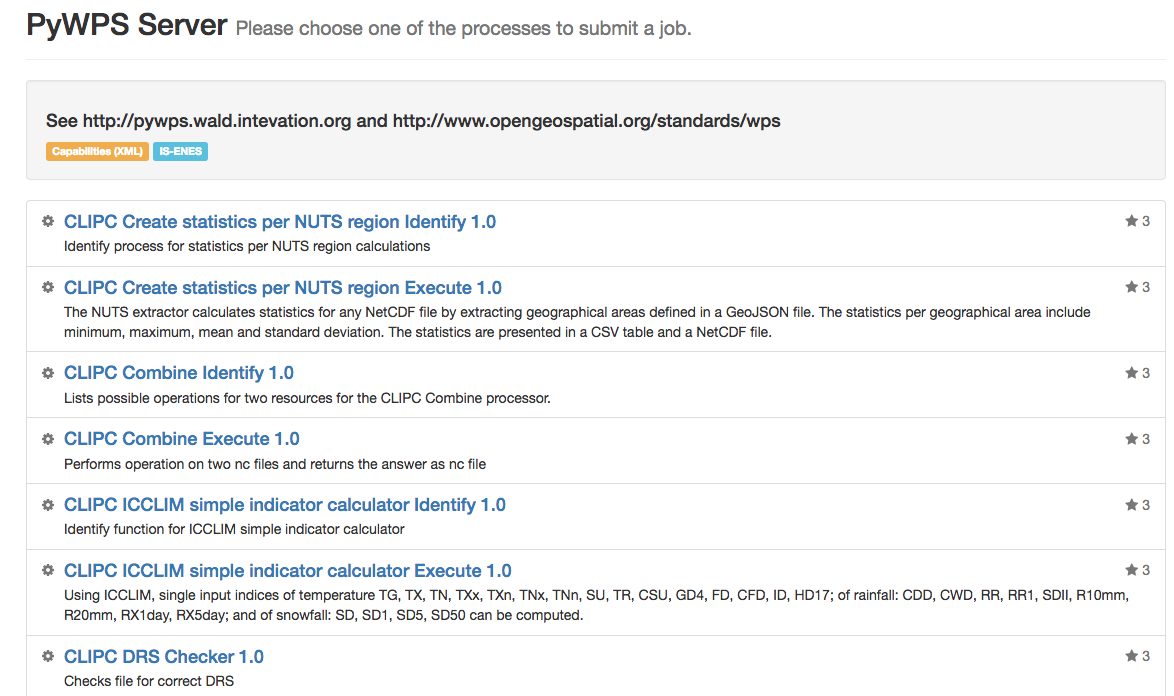 PyWPS Server Please choose one of the processes to submit a job.
See http://pywps.wald.intevation.org and http://www.opengeospatial.org/standards/wps
Capabilities (XML) IS-ENES
CLIPC Create statistics per NUTS region Identify 1.0 3
Identify process for statistics per NUTS region calculations
CLIPC Create statistics per NUTS region Execute 1.0 3
The NUTS extractor calculates statistics for any NetCDF file by extracting geographical areas defined in a GeoJSON file. The statistics per geographical area include
minimum, maximum, mean and standard deviation. The statistics are presented in a CSV table and a NetCDF file.
CLIPC Combine Identify 1.0 3
Lists possible operations for two resources for the CLIPC Combine processor.
CLIPC Combine Execute 1.0 3
Performs operation on two nc files and returns the answer as nc file
CLIPC ICCLIM simple indicator calculator Identify 1.0 3
Identify function for ICCLIM simple indicator calculator
CLIPC ICCLIM simple indicator calculator Execute 1.0 3
Using ICCLIM, single input indices of temperature TG, TX, TN, TXx, TXn, TNx, TNn, SU, TR, CSU, GD4, FD, CFD, ID, HD17; of rainfall: CDD, CWD, RR, RR1, SDII, R10mm,
R20mm, RX1day, RX5day; and of snowfall: SD, SD1, SD5, SD50 can be computed.
CLIPC DRS Checker 1.0 3
Checks file for correct DRS